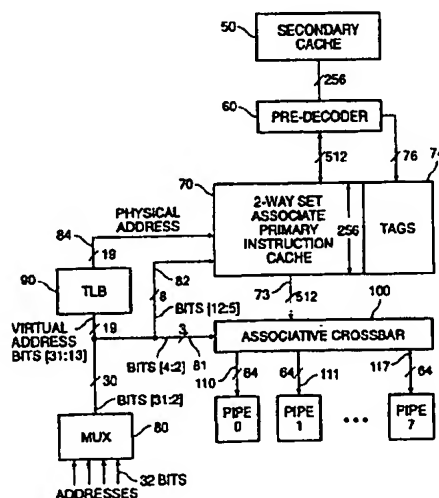 50
SECONDARY
CACHE
256
60
PRE-DECODER
512
76
74
70
PHYSICAL
ADDRESS
2-WAY SET
ASSOCIATE
PRIMARY
INSTRUCTION
CACHE
256
TAGS
84
19
82
90
TLB
8
73
512
100
BITS
[12:5]
VIRTUAL
ADDRESS
BITS [31:13]
19
3
ASSOCIATIVE CROSSBAR
BITS [4:2]
81
110
64
64
111
117
64
30
BITS [31:2]
PIPE
0
PIPE
1
• • •
PIPE
7
MUX
80
32 BITS
ADDRESSES